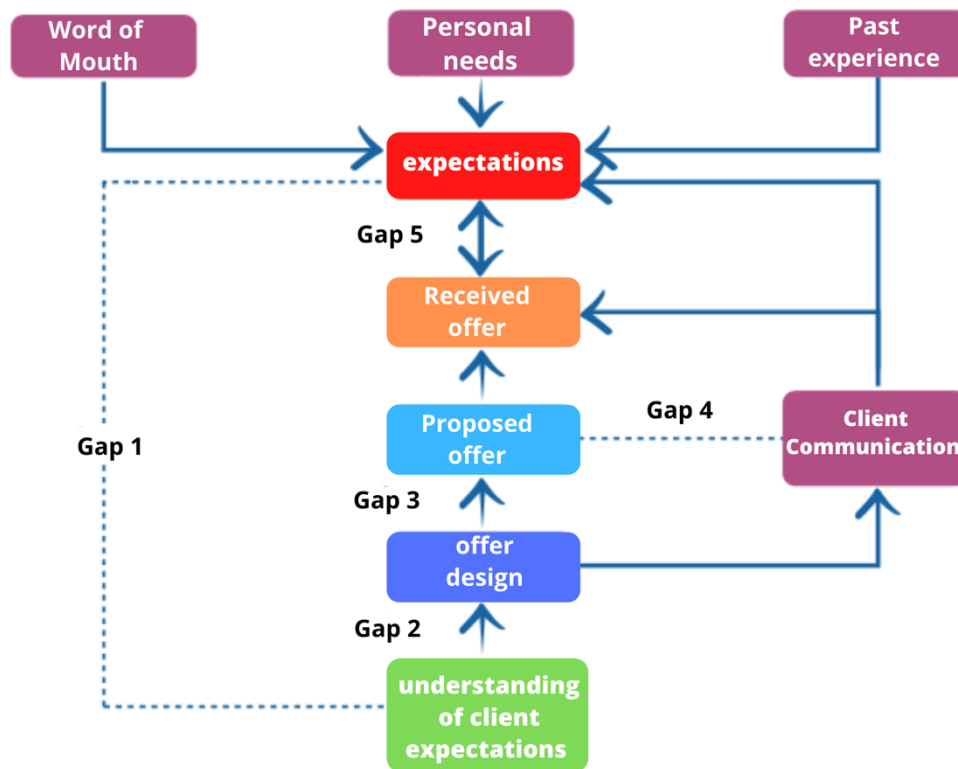 Word of
Mouth
Personal
needs
Past
experience
expectations
Gap 5
Received
offer
Gap 4
Proposed
offer
Client
Communication
Gap 1
Gap 3
offer
design
Gap 2
understanding
of client
expectations